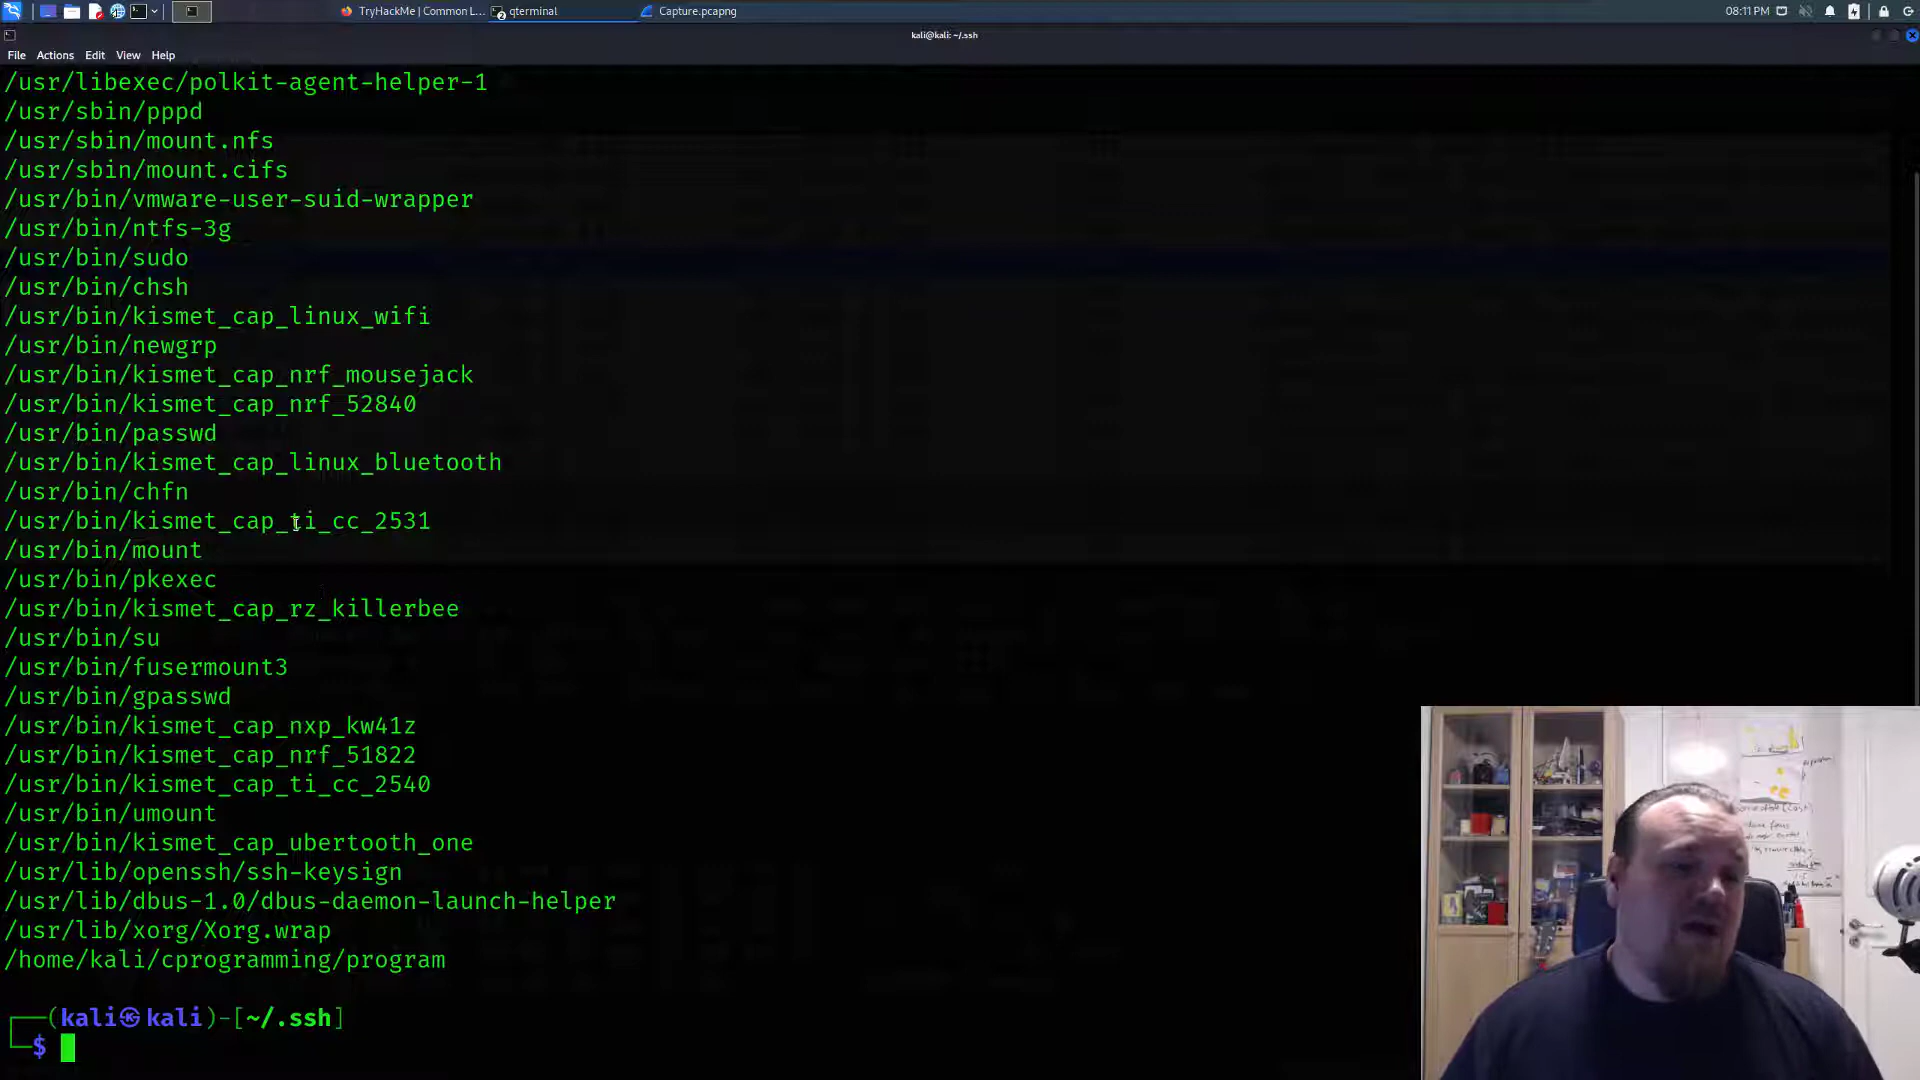 TryHackMe | Common L...
qterminal
Capture.pcapng
08:11 PM
kali@kali: ~/.ssh
File Actions Edit View Help
/usr/libexec/polkit-agent-helper-1
/usr/sbin/pppd
/usr/sbin/mount.nfs
/usr/sbin/mount.cifs
/usr/bin/vmware-user-suid-wrapper
/usr/bin/ntfs-3g
/usr/bin/sudo
/usr/bin/chsh
/usr/bin/kismet_cap_linux_wifi
/usr/bin/newgrp
/usr/bin/kismet_cap_nrf_mousejack
/usr/bin/kismet_cap_nrf_52840
/usr/bin/passwd
/usr/bin/kismet_cap_linux_bluetooth
/usr/bin/chfn
/usr/bin/kismet_cap_ti_cc_2531
/usr/bin/mount
/usr/bin/pkexec
/usr/bin/kismet_cap_rz_killerbee
/usr/bin/su
/usr/bin/fusermount3
/usr/bin/gpasswd
/usr/bin/kismet_cap_nxp_kw41z
/usr/bin/kismet_cap_nrf_51822
/usr/bin/kismet_cap_ti_cc_2540
/usr/bin/umount
/usr/bin/kismet_cap_ubertooth_one
/usr/lib/openssh/ssh-keysign
/usr/lib/dbus-1.0/dbus-daemon-launch-helper
/usr/lib/xorg/Xorg.wrap
/home/kali/cprogramming/program
(kali㉿kali)-[~/.ssh]
$